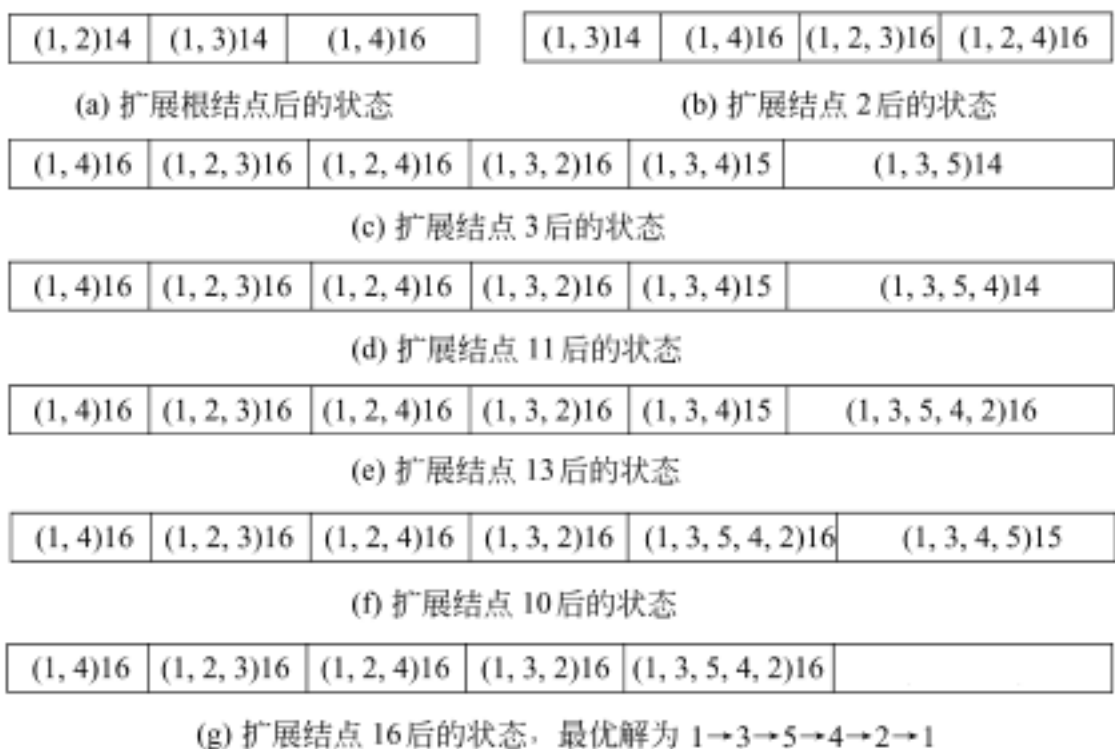 (1, 2)14 (1, 3)14 (1, 4)16
(a) 扩展根结点后的状态
(1, 3)14 (1, 4)16 (1, 2, 3)16 (1, 2, 4)16
(b) 扩展结点 2后的状态
(1, 4)16 (1, 2, 3)16 (1, 2, 4)16 (1, 3, 2)16 (1, 3, 4)15 (1, 3, 5)14
(c) 扩展结点 3后的状态
(1, 4)16 (1, 2, 3)16 (1, 2, 4)16 (1, 3, 2)16 (1, 3, 4)15 (1, 3, 5, 4)14
(d) 扩展结点 11后的状态
(1, 4)16 (1, 2, 3)16 (1, 2, 4)16 (1, 3, 2)16 (1, 3, 4)15 (1, 3, 5, 4, 2)16
(e) 扩展结点 13后的状态
(1, 4)16 (1, 2, 3)16 (1, 2, 4)16 (1, 3, 2)16 (1, 3, 5, 4, 2)16 (1, 3, 4, 5)15
(f) 扩展结点 10后的状态
(1, 4)16 (1, 2, 3)16 (1, 2, 4)16 (1, 3, 2)16 (1, 3, 5, 4, 2)16
(g) 扩展结点 16后的状态，最优解为 1→3→5→4→2→1